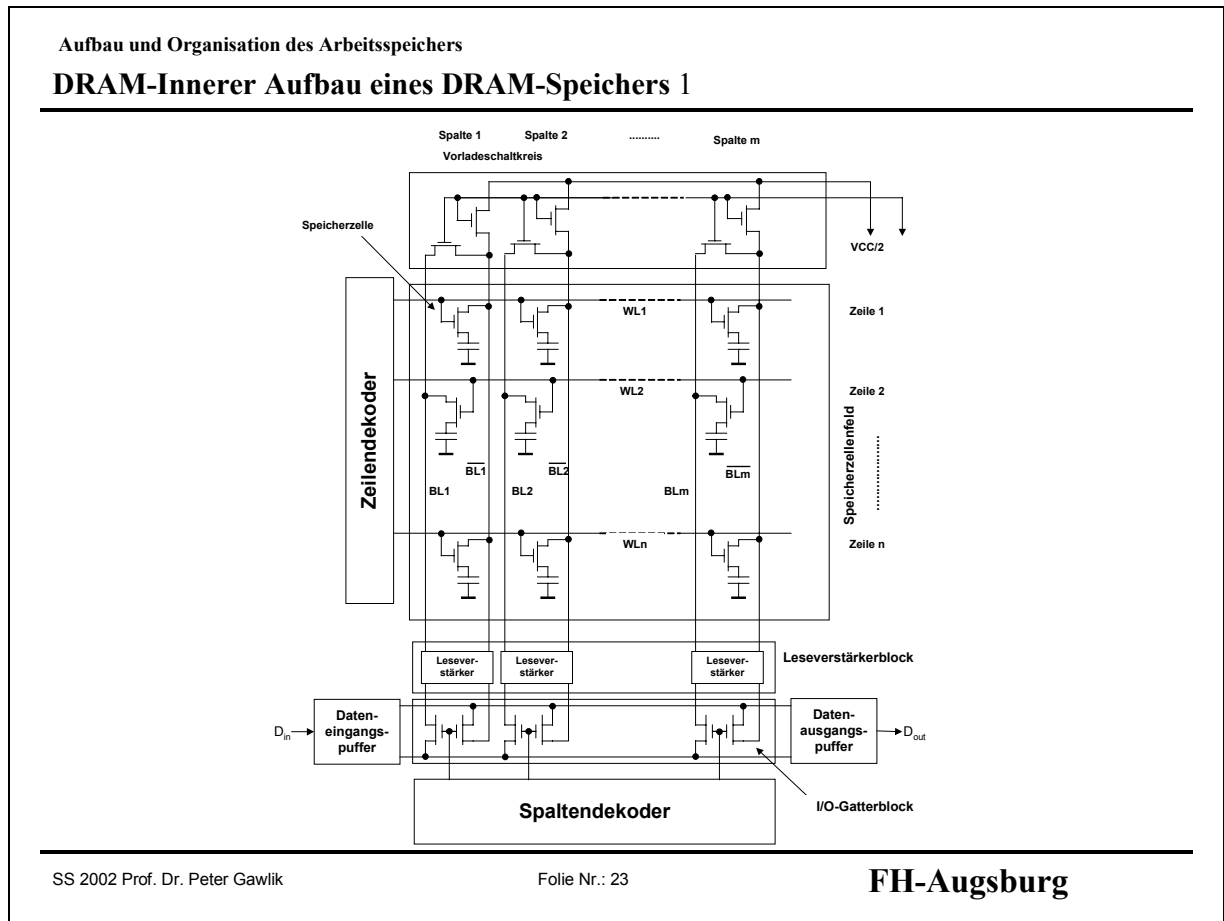 Aufbau und Organisation des Arbeitsspeichers
DRAM-Innerer Aufbau eines DRAM-Speichers 1
Spalte 1 Spalte 2 .......... Spalte m
Vorladeschaltkreis
Speicherzelle
VCC/2
WL1
Zeile 1
WL2
Zeile 2
Zeilendekoder
Speicherzellenfeld
B̅L̅1̅ B̅L̅2̅ B̅L̅m̅
BL1 BL2 BLm
WLn
Zeile n
Lesever-
stärker
Lesever-
stärker
Lesever-
stärker
Leseverstärkerblock
Din
Daten-
eingangs-
puffer
Daten-
ausgangs-
puffer
Dout
Spaltendekoder
I/O-Gatterblock
SS 2002 Prof. Dr. Peter Gawlik Folie Nr.: 23 FH-Augsburg